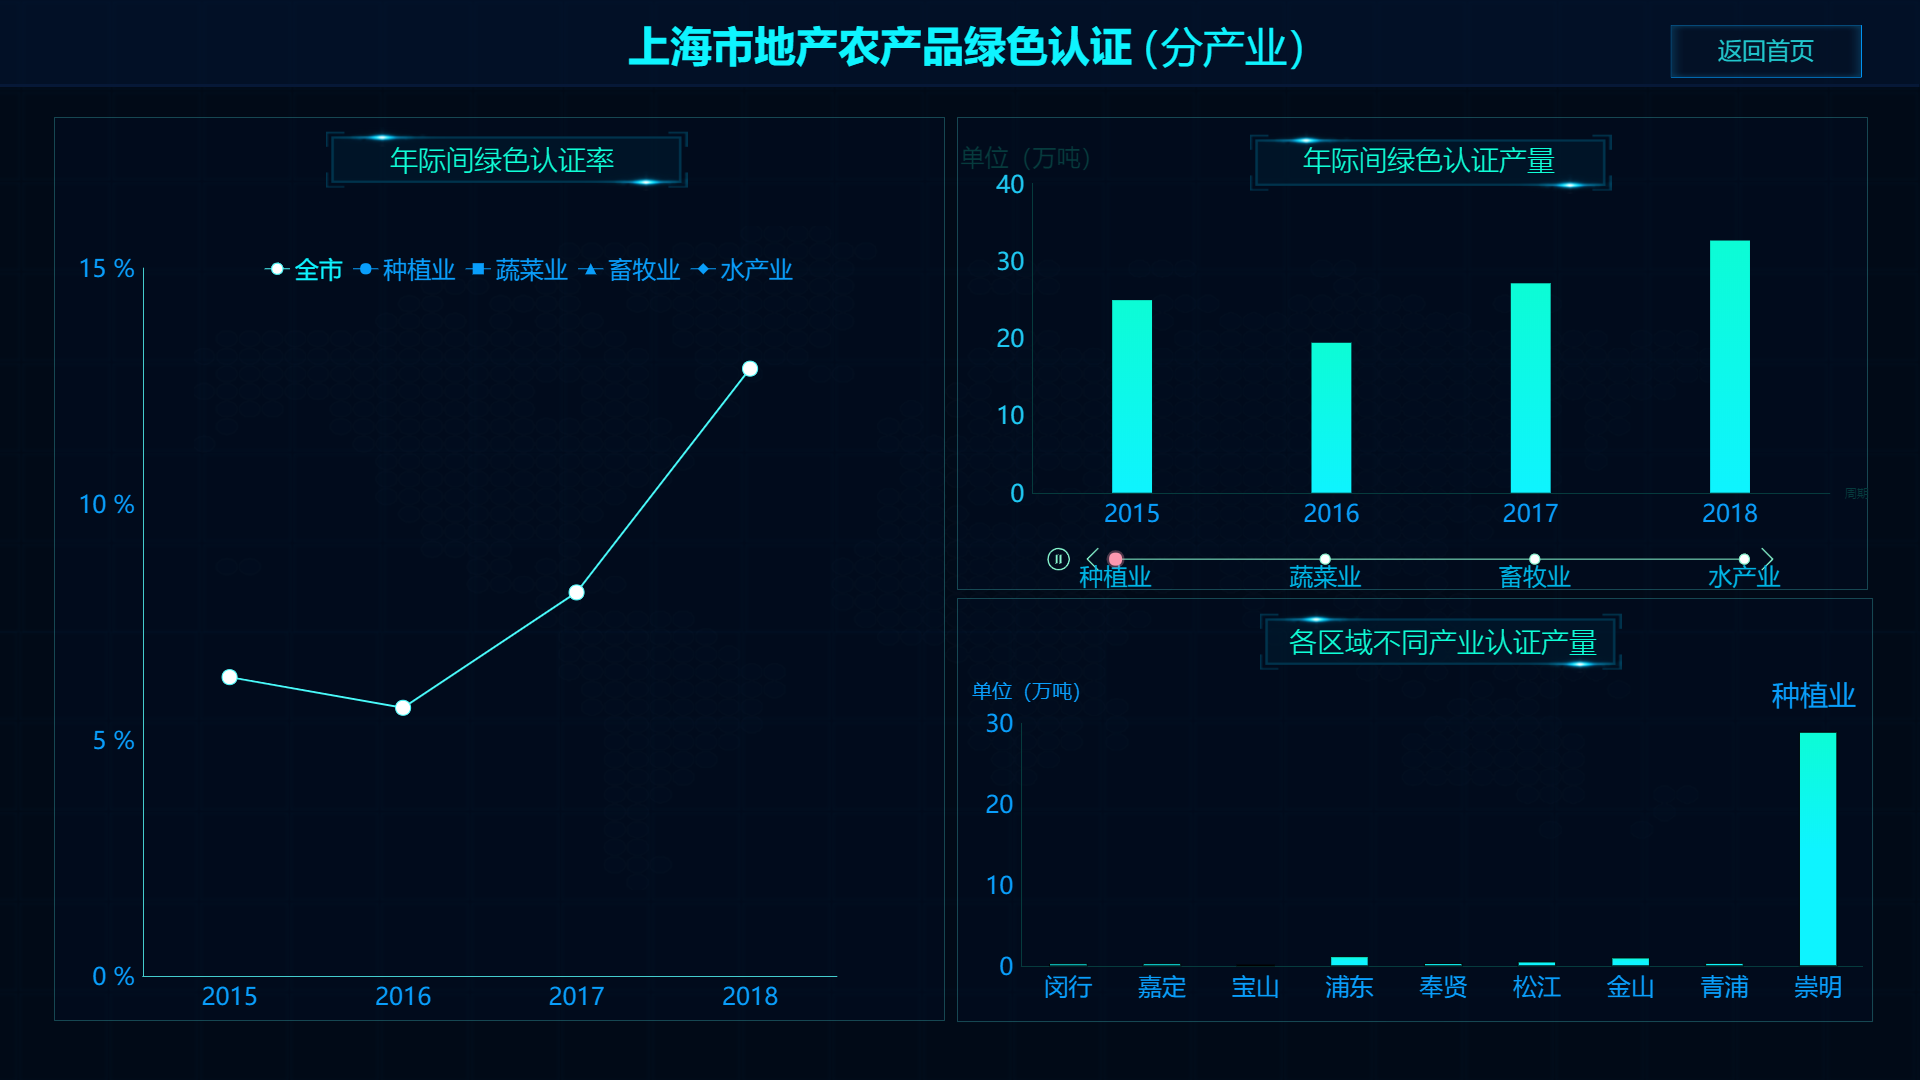 上海市地产农产品绿色认证 (分产业)
返回首页
年际间绿色认证率
全市 种植业 蔬菜业 畜牧业 水产业
15 %
10 %
5 %
0 %
2015 2016 2017 2018
年际间绿色认证产量
单位（万吨）
40
30
20
10
0
2015 2016 2017 2018
周期
种植业 蔬菜业 畜牧业 水产业
各区域不同产业认证产量
单位（万吨）
种植业
30
20
10
0
闵行 嘉定 宝山 浦东 奉贤 松江 金山 青浦 崇明